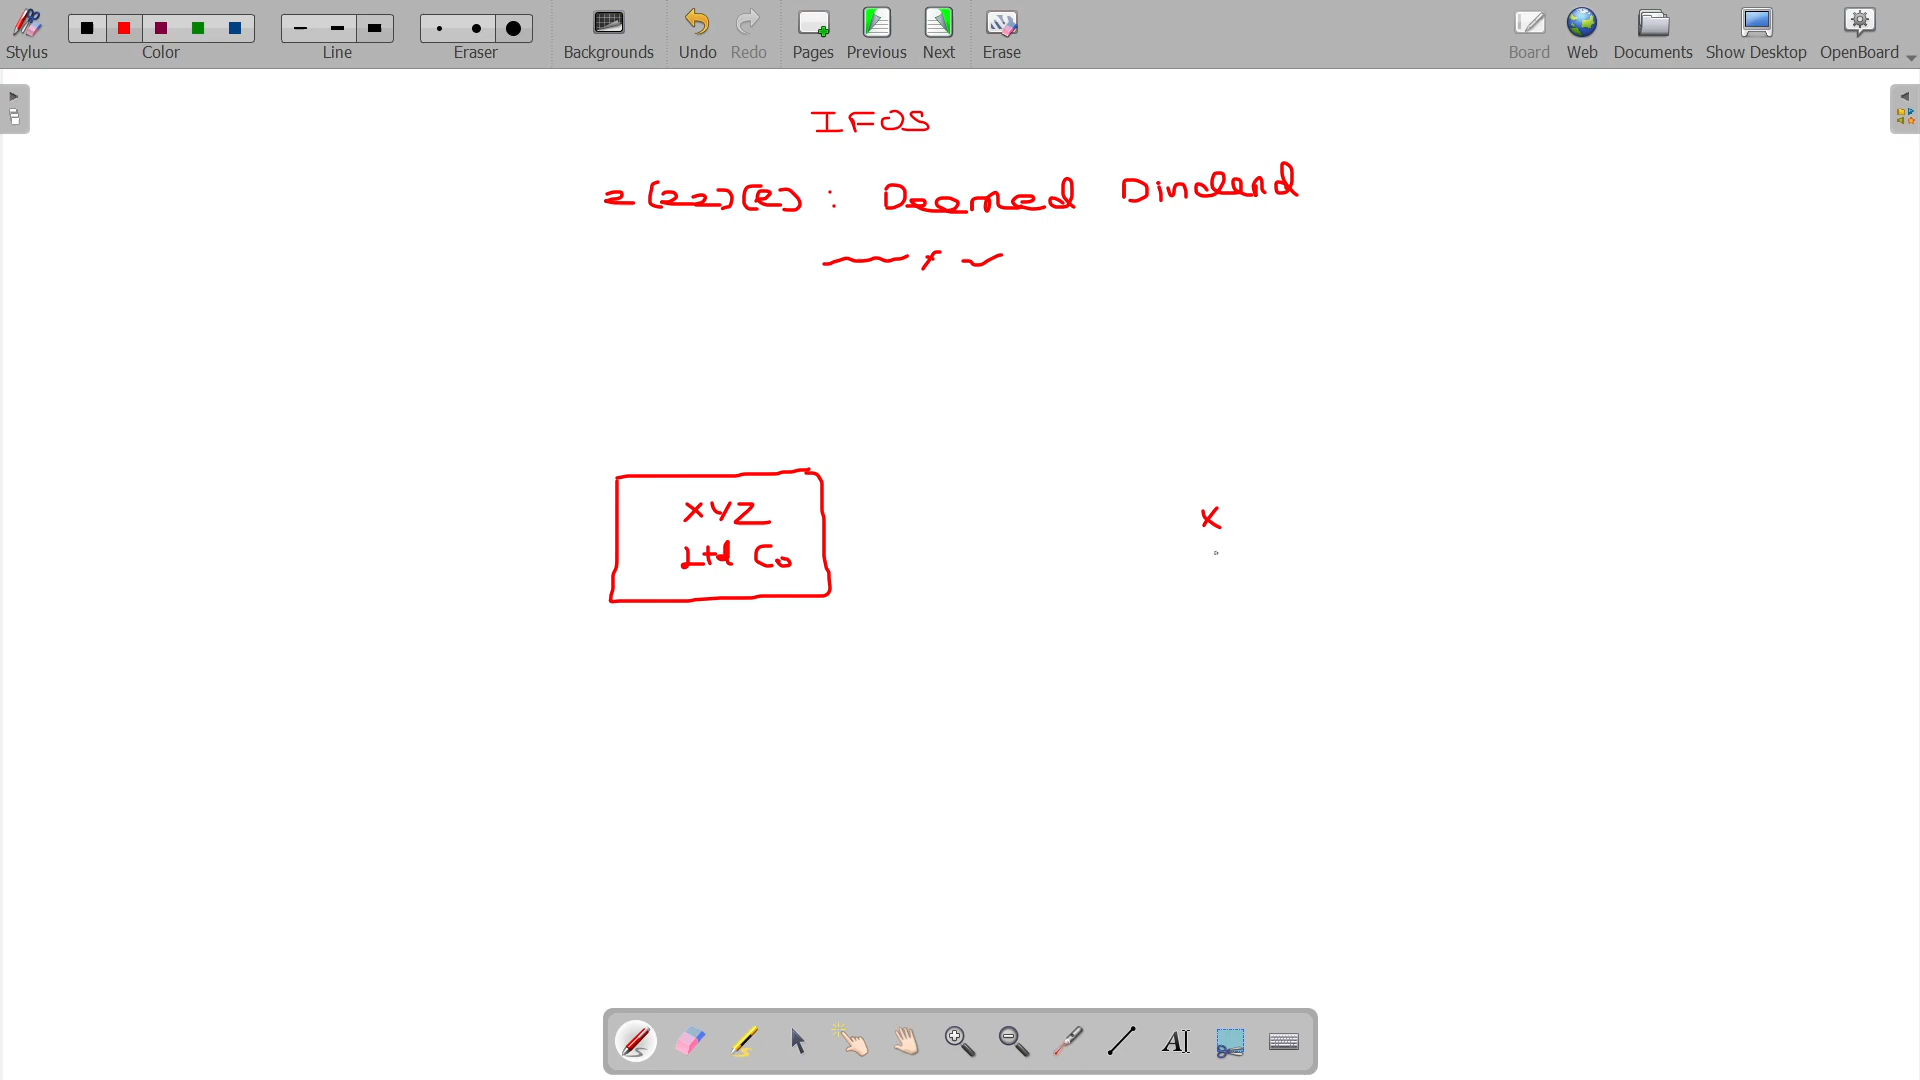 Stylus Color Line Eraser Backgrounds Undo Redo Pages Previous Next Erase Board Web Documents Show Desktop OpenBoard
IFOS
2(22)(e): Deemed Dividend
XYZ
Ltd Co
X
AI